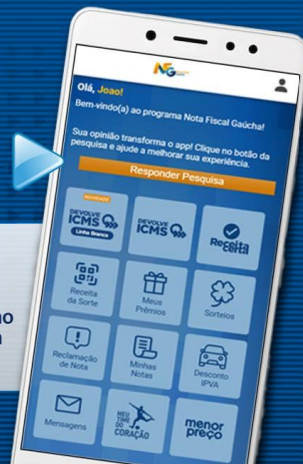 NFG
Olá, Joao!
Bem-vindo(a) ao programa Nota Fiscal Gaúcha!
Sua opinião transforma o app! Clique no botão da
pesquisa e ajude a melhorar sua experiência.
Responder Pesquisa
NOVIDADE
DEVOLVE
ICMS
Linha Branca
DEVOLVE
ICMS
Receita
Certa
Receita
da Sorte
Meus
Prêmios
Sorteios
Reclamação
de Nota
Minhas
Notas
Desconto
IPVA
Mensagens
MEU
TIME
DO
CORAÇÃO
menor
preço